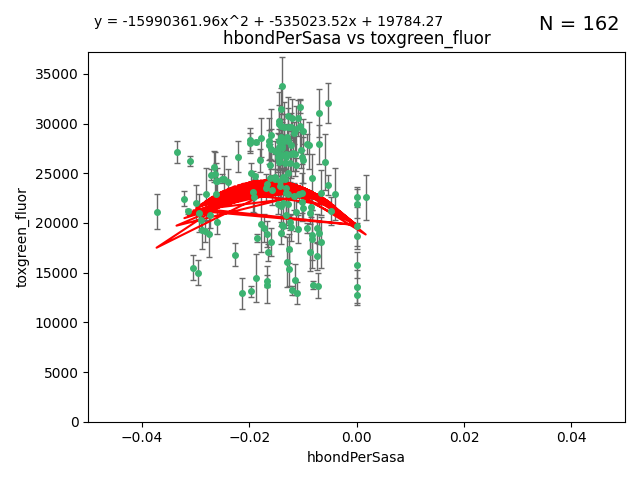 y = -15990361.96x^2 + -535023.52x + 19784.27
N = 162
hbondPerSasa vs toxgreen_fluor
35000
30000
25000
20000
15000
10000
5000
0
toxgreen_fluor
−0.04
−0.02
0.00
0.02
0.04
hbondPerSasa